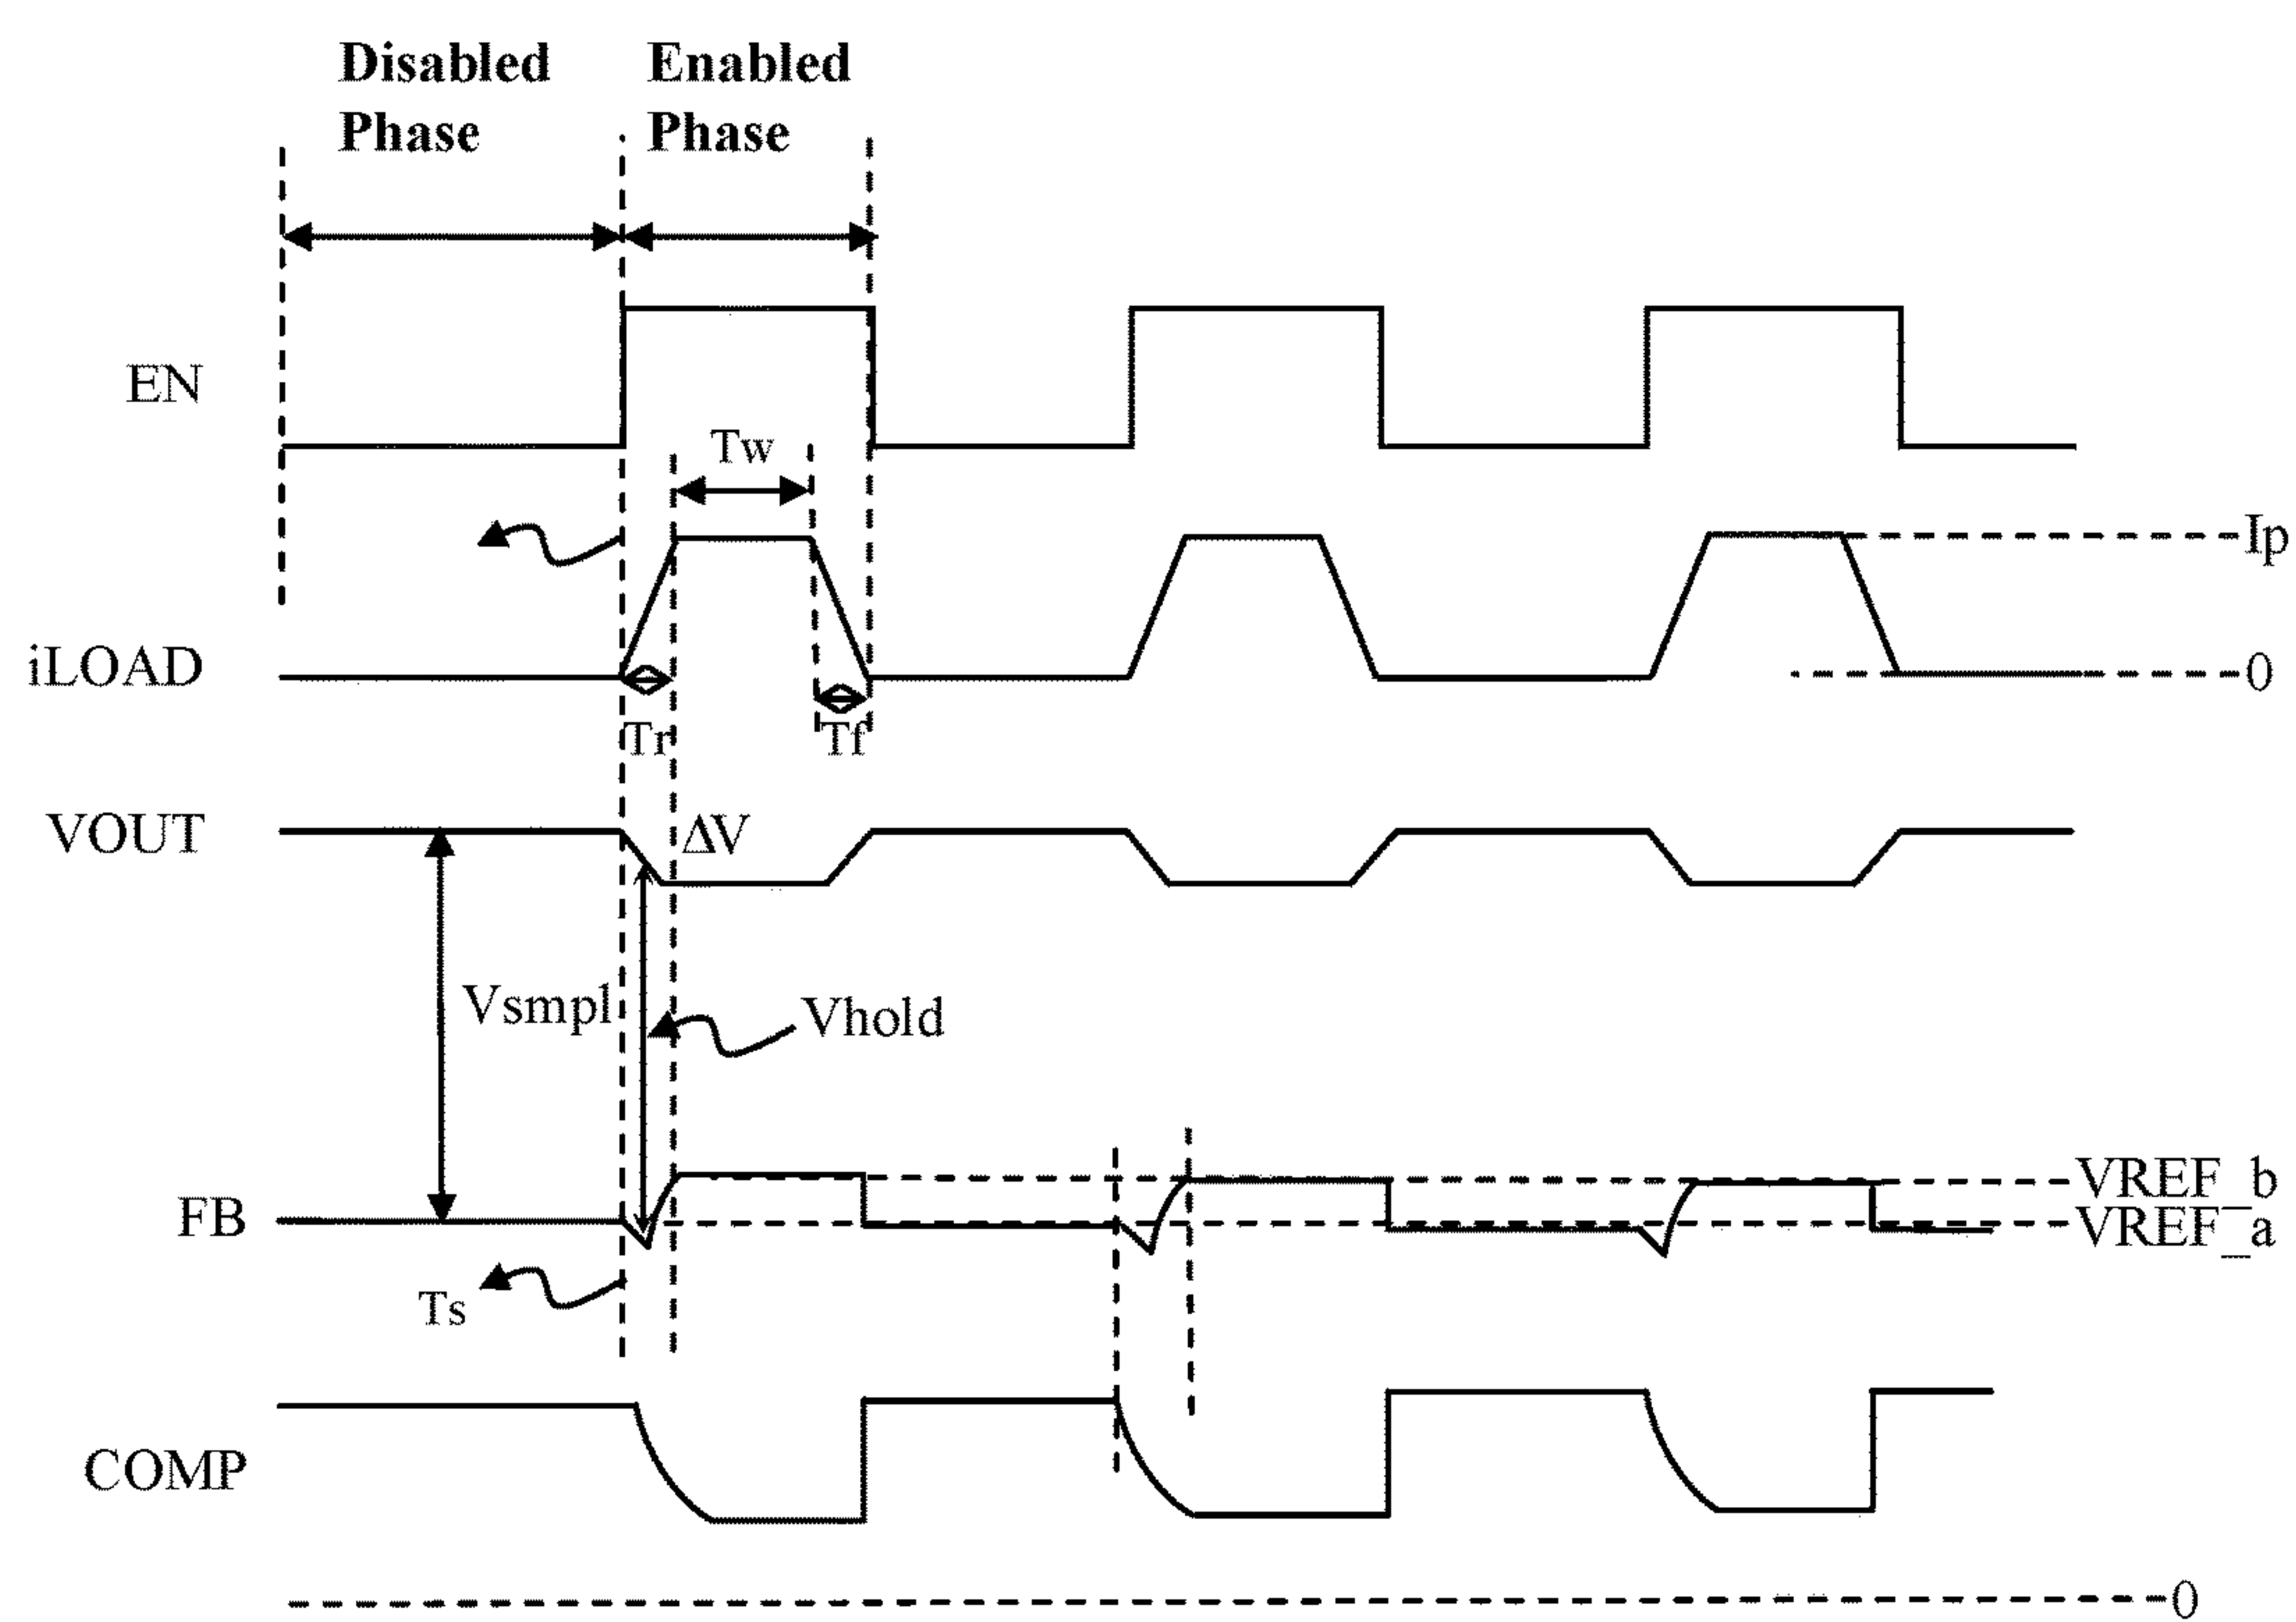 Disabled Phase
Enabled Phase
EN
Tw
Ip
iLOAD
0
Tr
Tf
VOUT
ΔV
Vsmpl
Vhold
VREF_b
FB
VREF_a
Ts
COMP
0